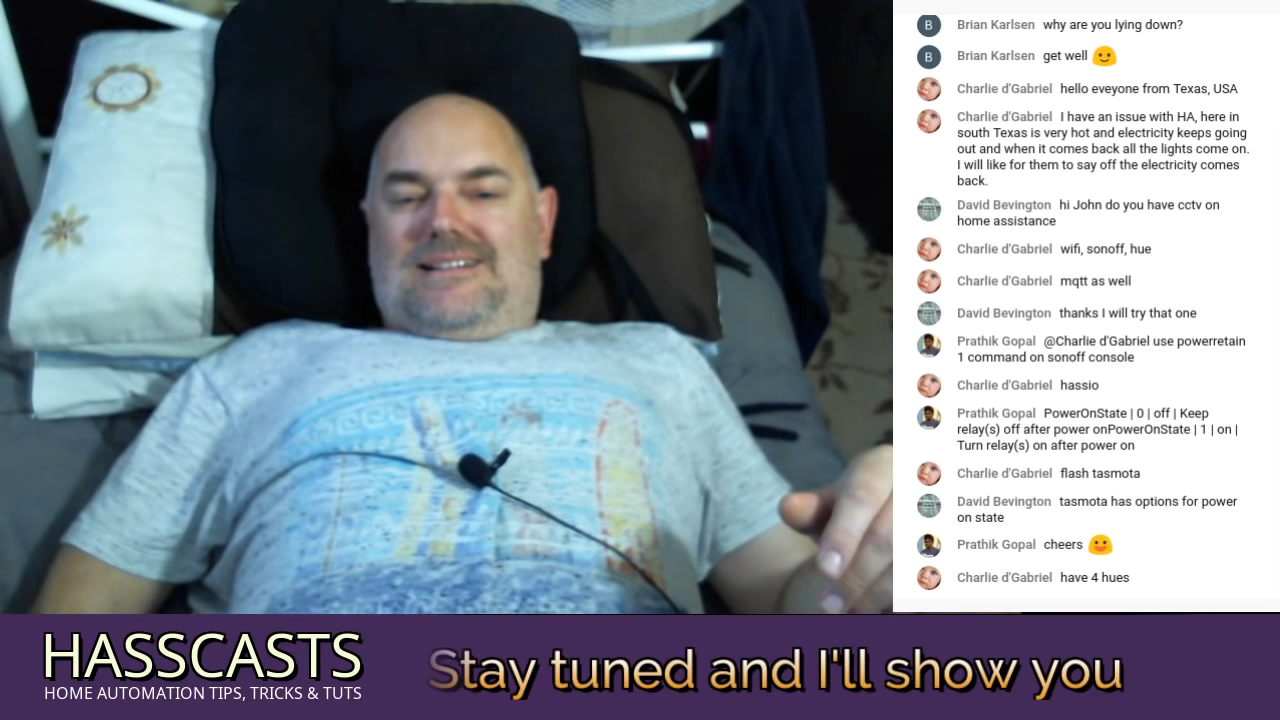 Brian Karlsen why are you lying down?
Brian Karlsen get well
Charlie d'Gabriel hello eveyone from Texas, USA
Charlie d'Gabriel I have an issue with HA, here in
south Texas is very hot and electricity keeps going
out and when it comes back all the lights come on.
I will like for them to say off the electricity comes
back.
David Bevington hi John do you have cctv on
home assistance
Charlie d'Gabriel wifi, sonoff, hue
Charlie d'Gabriel mqtt as well
David Bevington thanks I will try that one
Prathik Gopal @Charlie d'Gabriel use powerretain
1 command on sonoff console
Charlie d'Gabriel hassio
Prathik Gopal PowerOnState | 0 | off | Keep
relay(s) off after power onPowerOnState | 1 | on |
Turn relay(s) on after power on
Charlie d'Gabriel flash tasmota
David Bevington tasmota has options for power
on state
Prathik Gopal cheers
Charlie d'Gabriel have 4 hues
B
B
HASSCASTS
HOME AUTOMATION TIPS, TRICKS & TUTS
Stay tuned and I'll show you